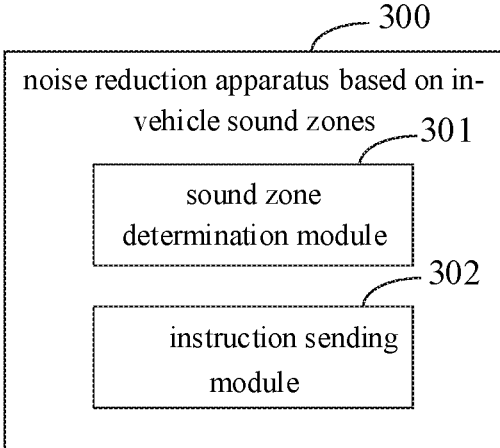 300
noise reduction apparatus based on in-
vehicle sound zones
301
sound zone
determination module
302
instruction sending
module